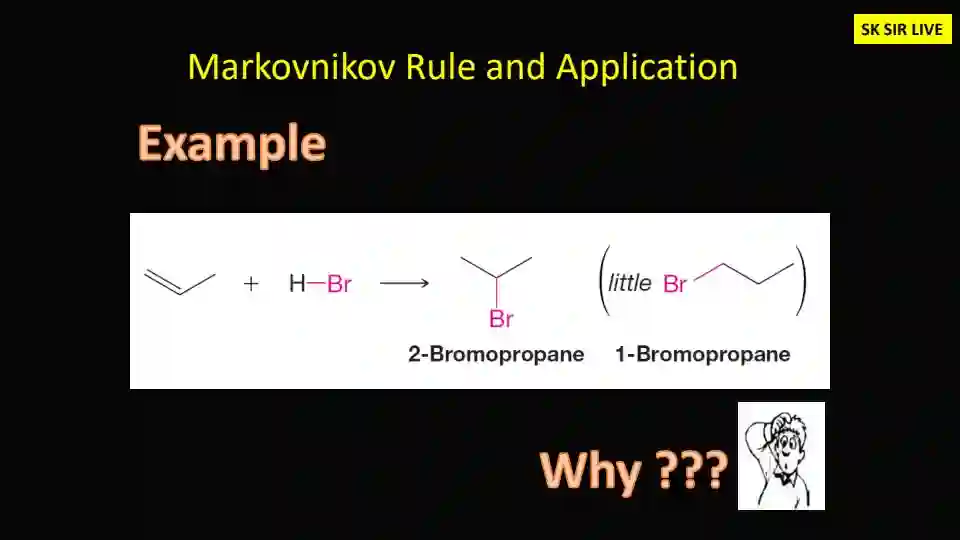 SK SIR LIVE
Markovnikov Rule and Application
Example
+ H–Br (little Br)
Br
2-Bromopropane 1-Bromopropane
Why ???